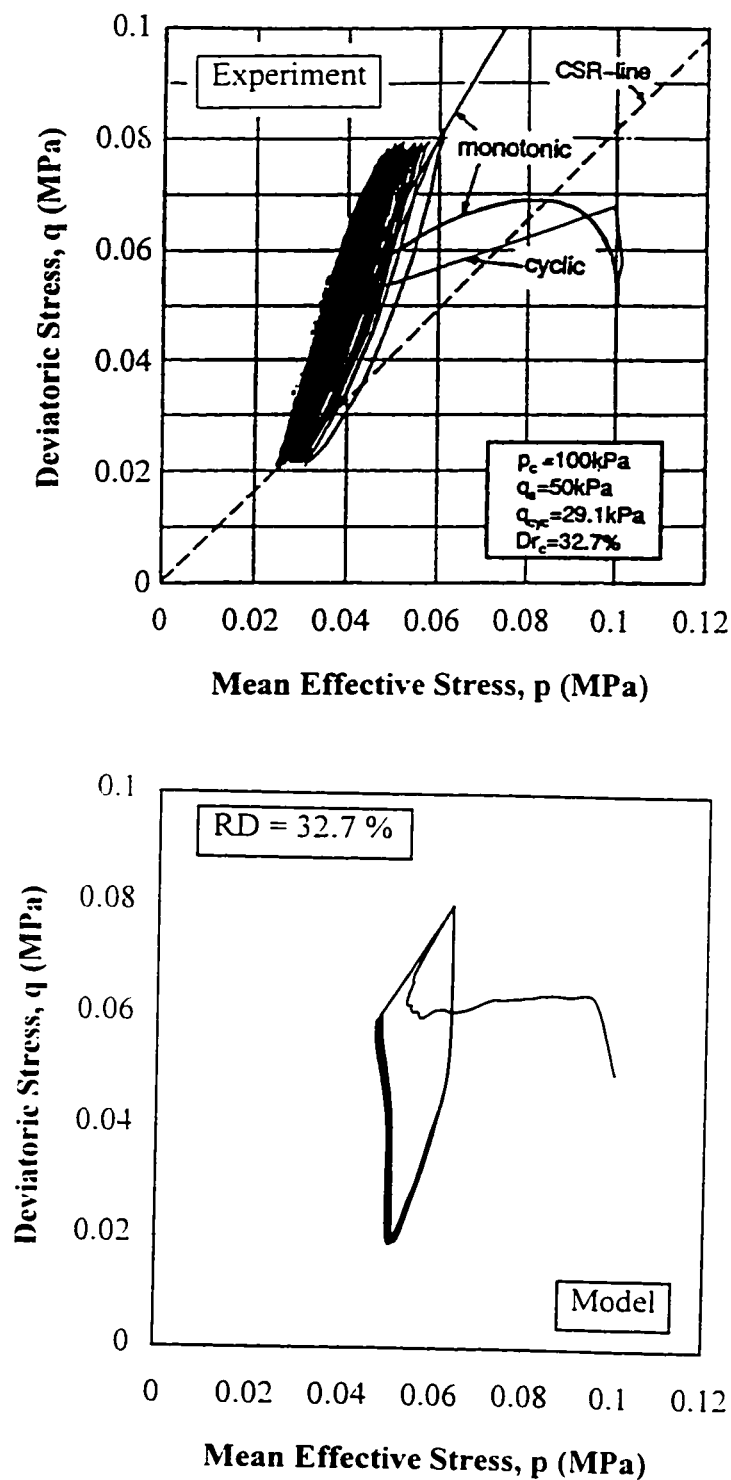 0.1
Experiment
CSR-line
0.08
monotonic
0.06
cyclic
0.04
p_c=100kPa
q_s=50kPa
q_cyc=29.1kPa
Dr_c=32.7%
0.02
0
0 0.02 0.04 0.06 0.08 0.1 0.12
Deviatoric Stress, q (MPa)
Mean Effective Stress, p (MPa)
0.1
RD = 32.7 %
0.08
0.06
0.04
0.02
Model
0
0 0.02 0.04 0.06 0.08 0.1 0.12
Deviatoric Stress, q (MPa)
Mean Effective Stress, p (MPa)